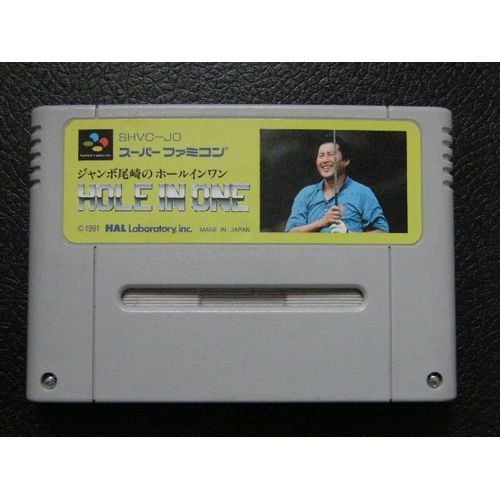 SHVC-JO
スーパーファミコン
ジャンボ尾崎の ホールインワン
HOLE IN ONE
©1991 HAL Laboratory, inc. MADE IN JAPAN